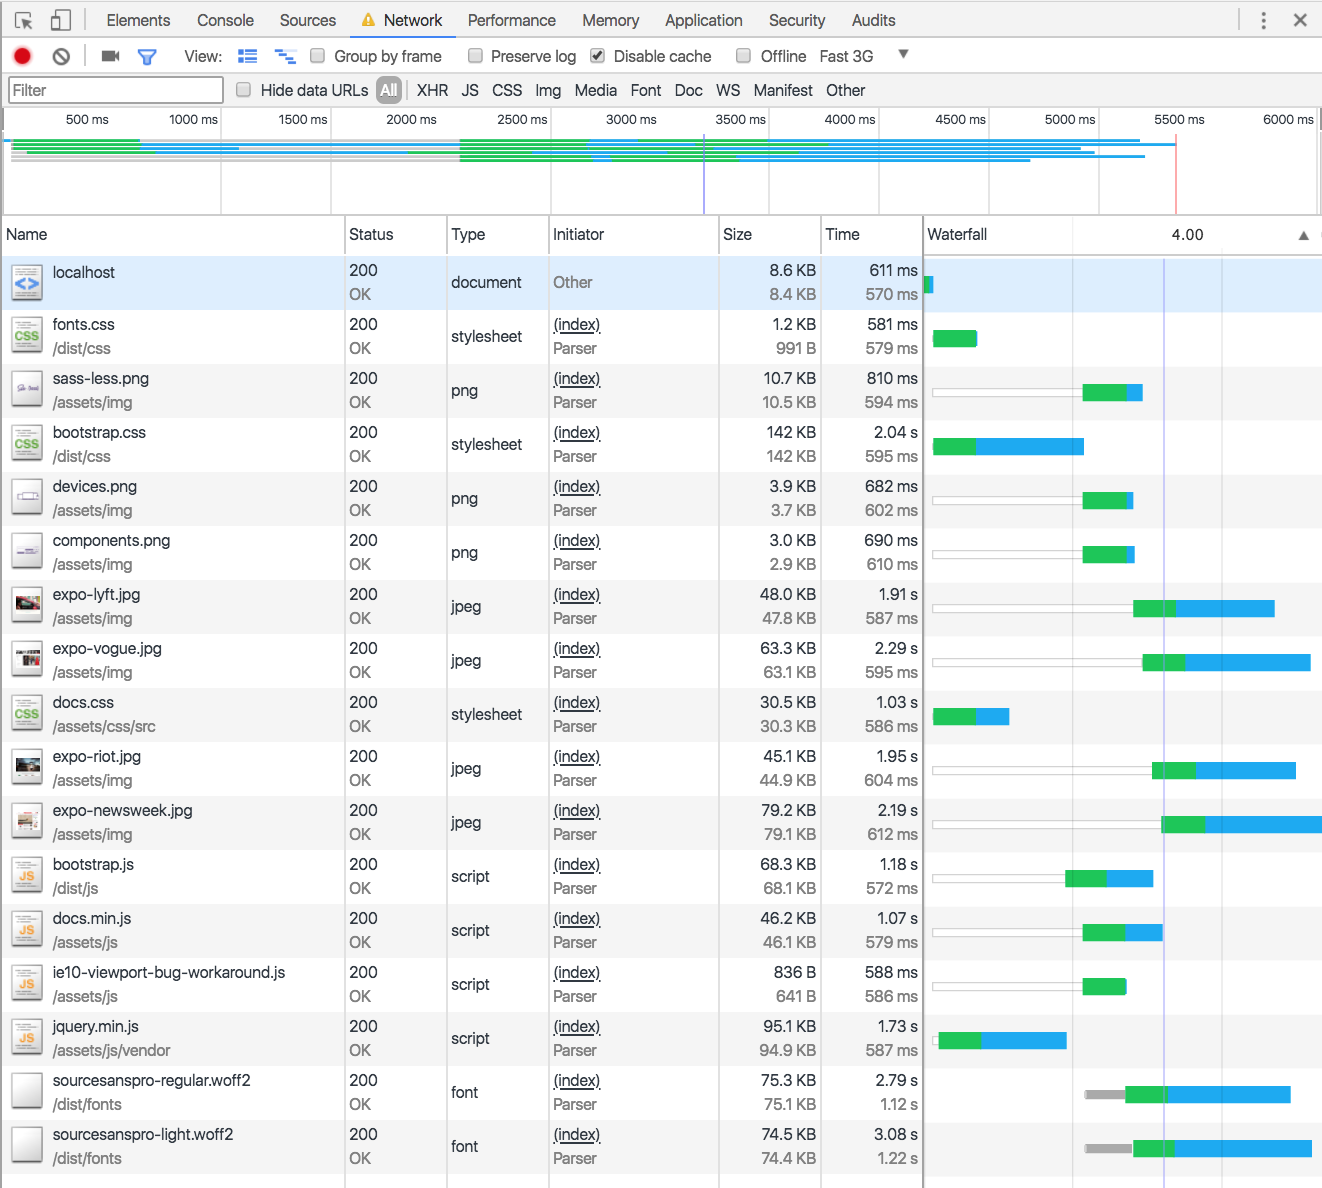 Elements Console Sources Network Performance Memory Application Security Audits
View: Group by frame Preserve log Disable cache Offline Fast 3G
Filter Hide data URLs All XHR JS CSS Img Media Font Doc WS Manifest Other
500 ms 1000 ms 1500 ms 2000 ms 2500 ms 3000 ms 3500 ms 4000 ms 4500 ms 5000 ms 5500 ms 6000 ms
Name Status Type Initiator Size Time Waterfall 4.00
localhost 200 OK document Other 8.6 KB 8.4 KB 611 ms 570 ms
fonts.css 200 (index) 1.2 KB 581 ms
/dist/css OK stylesheet Parser 991 B 579 ms
sass-less.png 200 (index) 10.7 KB 810 ms
/assets/img OK png Parser 10.5 KB 594 ms
bootstrap.css 200 (index) 142 KB 2.04 s
/dist/css OK stylesheet Parser 142 KB 595 ms
devices.png 200 (index) 3.9 KB 682 ms
/assets/img OK png Parser 3.7 KB 602 ms
components.png 200 (index) 3.0 KB 690 ms
/assets/img OK png Parser 2.9 KB 610 ms
expo-lyft.jpg 200 (index) 48.0 KB 1.91 s
/assets/img OK jpeg Parser 47.8 KB 587 ms
expo-vogue.jpg 200 (index) 63.3 KB 2.29 s
/assets/img OK jpeg Parser 63.1 KB 595 ms
docs.css 200 (index) 30.5 KB 1.03 s
/assets/css/src OK stylesheet Parser 30.3 KB 586 ms
expo-riot.jpg 200 (index) 45.1 KB 1.95 s
/assets/img OK jpeg Parser 44.9 KB 604 ms
expo-newsweek.jpg 200 (index) 79.2 KB 2.19 s
/assets/img OK jpeg Parser 79.1 KB 612 ms
bootstrap.js 200 (index) 68.3 KB 1.18 s
/dist/js OK script Parser 68.1 KB 572 ms
docs.min.js 200 (index) 46.2 KB 1.07 s
/assets/js OK script Parser 46.1 KB 579 ms
ie10-viewport-bug-workaround.js 200 (index) 836 B 588 ms
/assets/js OK script Parser 641 B 586 ms
jquery.min.js 200 (index) 95.1 KB 1.73 s
/assets/js/vendor OK script Parser 94.9 KB 587 ms
sourcesanspro-regular.woff2 200 (index) 75.3 KB 2.79 s
/dist/fonts OK font Parser 75.1 KB 1.12 s
sourcesanspro-light.woff2 200 (index) 74.5 KB 3.08 s
/dist/fonts OK font Parser 74.4 KB 1.22 s